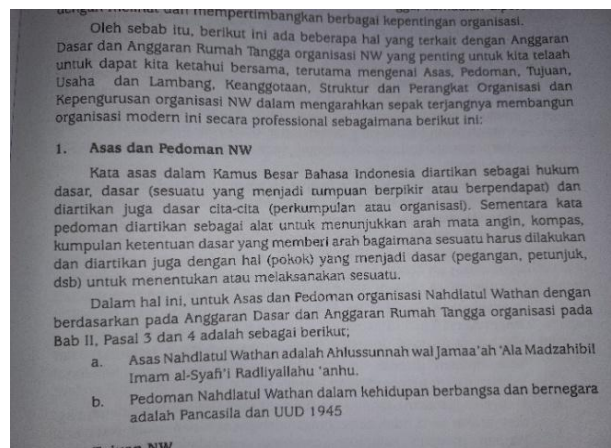 dengan melihat dan mempertimbangkan berbagai kepentingan organisasi.
Oleh sebab itu, berikut ini ada beberapa hal yang terkait dengan Anggaran
Dasar dan Anggaran Rumah Tangga organisasi NW yang penting untuk kita telaah
untuk dapat kita ketahui bersama, terutama mengenai Asas, Pedoman, Tujuan,
Usaha dan Lambang, Keanggotaan, Struktur dan Perangkat Organisasi dan
Kepengurusan organisasi NW dalam mengarahkan sepak terjangnya membangun
organisasi modern ini secara professional sebagaimana berikut ini:
1. Asas dan Pedoman NW
Kata asas dalam Kamus Besar Bahasa Indonesia diartikan sebagai hukum
dasar, dasar (sesuatu yang menjadi tumpuan berpikir atau berpendapat) dan
diartikan juga dasar cita-cita (perkumpulan atau organisasi). Sementara kata
pedoman diartikan sebagai alat untuk menunjukkan arah mata angin, kompas,
kumpulan ketentuan dasar yang memberi arah bagaimana sesuatu harus dilakukan
dan diartikan juga dengan hal (pokok) yang menjadi dasar (pegangan, petunjuk,
dsb) untuk menentukan atau melaksanakan sesuatu.
Dalam hal ini, untuk Asas dan Pedoman organisasi Nahdlatul Wathan dengan
berdasarkan pada Anggaran Dasar dan Anggaran Rumah Tangga organisasi pada
Bab II, Pasal 3 dan 4 adalah sebagai berikut;
a. Asas Nahdlatul Wathan adalah Ahlussunnah wal Jamaa'ah 'Ala Madzahibil
Imam al-Syafi'i Radliyallahu 'anhu.
b. Pedoman Nahdlatul Wathan dalam kehidupan berbangsa dan bernegara
adalah Pancasila dan UUD 1945
NW